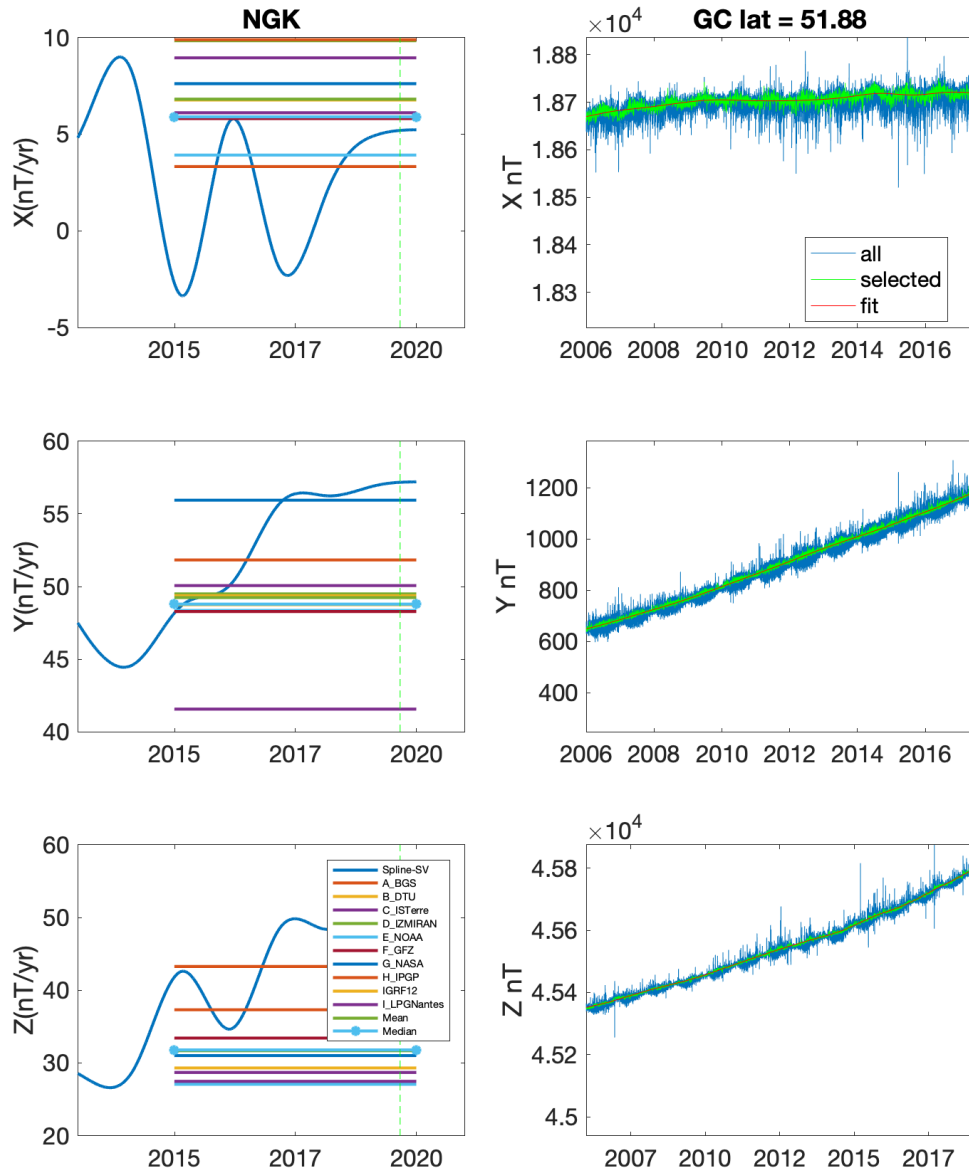 NGK
X(nT/yr)
10
5
0
-5
2015 2017 2020
GC lat = 51.88
×10⁴
X nT
1.88
1.87
1.86
1.85
1.84
1.83
all
selected
fit
2006 2008 2010 2012 2014 2016
Y(nT/yr)
60
55
50
45
40
2015 2017 2020
Y nT
1200
1000
800
600
400
2006 2008 2010 2012 2014 2016
Z(nT/yr)
60
50
40
30
20
Spline-SV
A_BGS
B_DTU
C_ISTerre
D_IZMIRAN
E_NOAA
F_GFZ
G_NASA
H_IPGP
IGRF12
I_LPGNantes
Mean
Median
2015 2017 2020
×10⁴
Z nT
4.58
4.56
4.54
4.52
4.5
2007 2010 2012 2015 2017